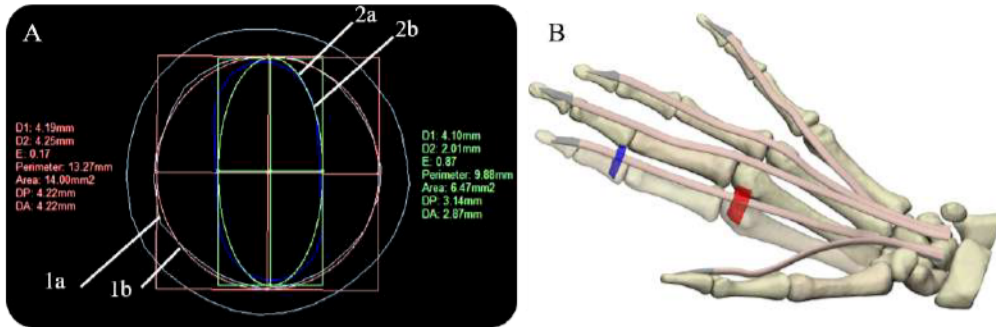 A
2a
2b
D1: 4.19mm
D2: 4.25mm
E: 0.17
Perimeter: 13.27mm
Area: 14.00mm2
DP: 4.22mm
DA: 4.22mm
D1: 4.10mm
D2: 2.01mm
E: 0.87
Perimeter: 9.88mm
Area: 6.47mm2
DP: 3.14mm
DA: 2.87mm
1a
1b
B